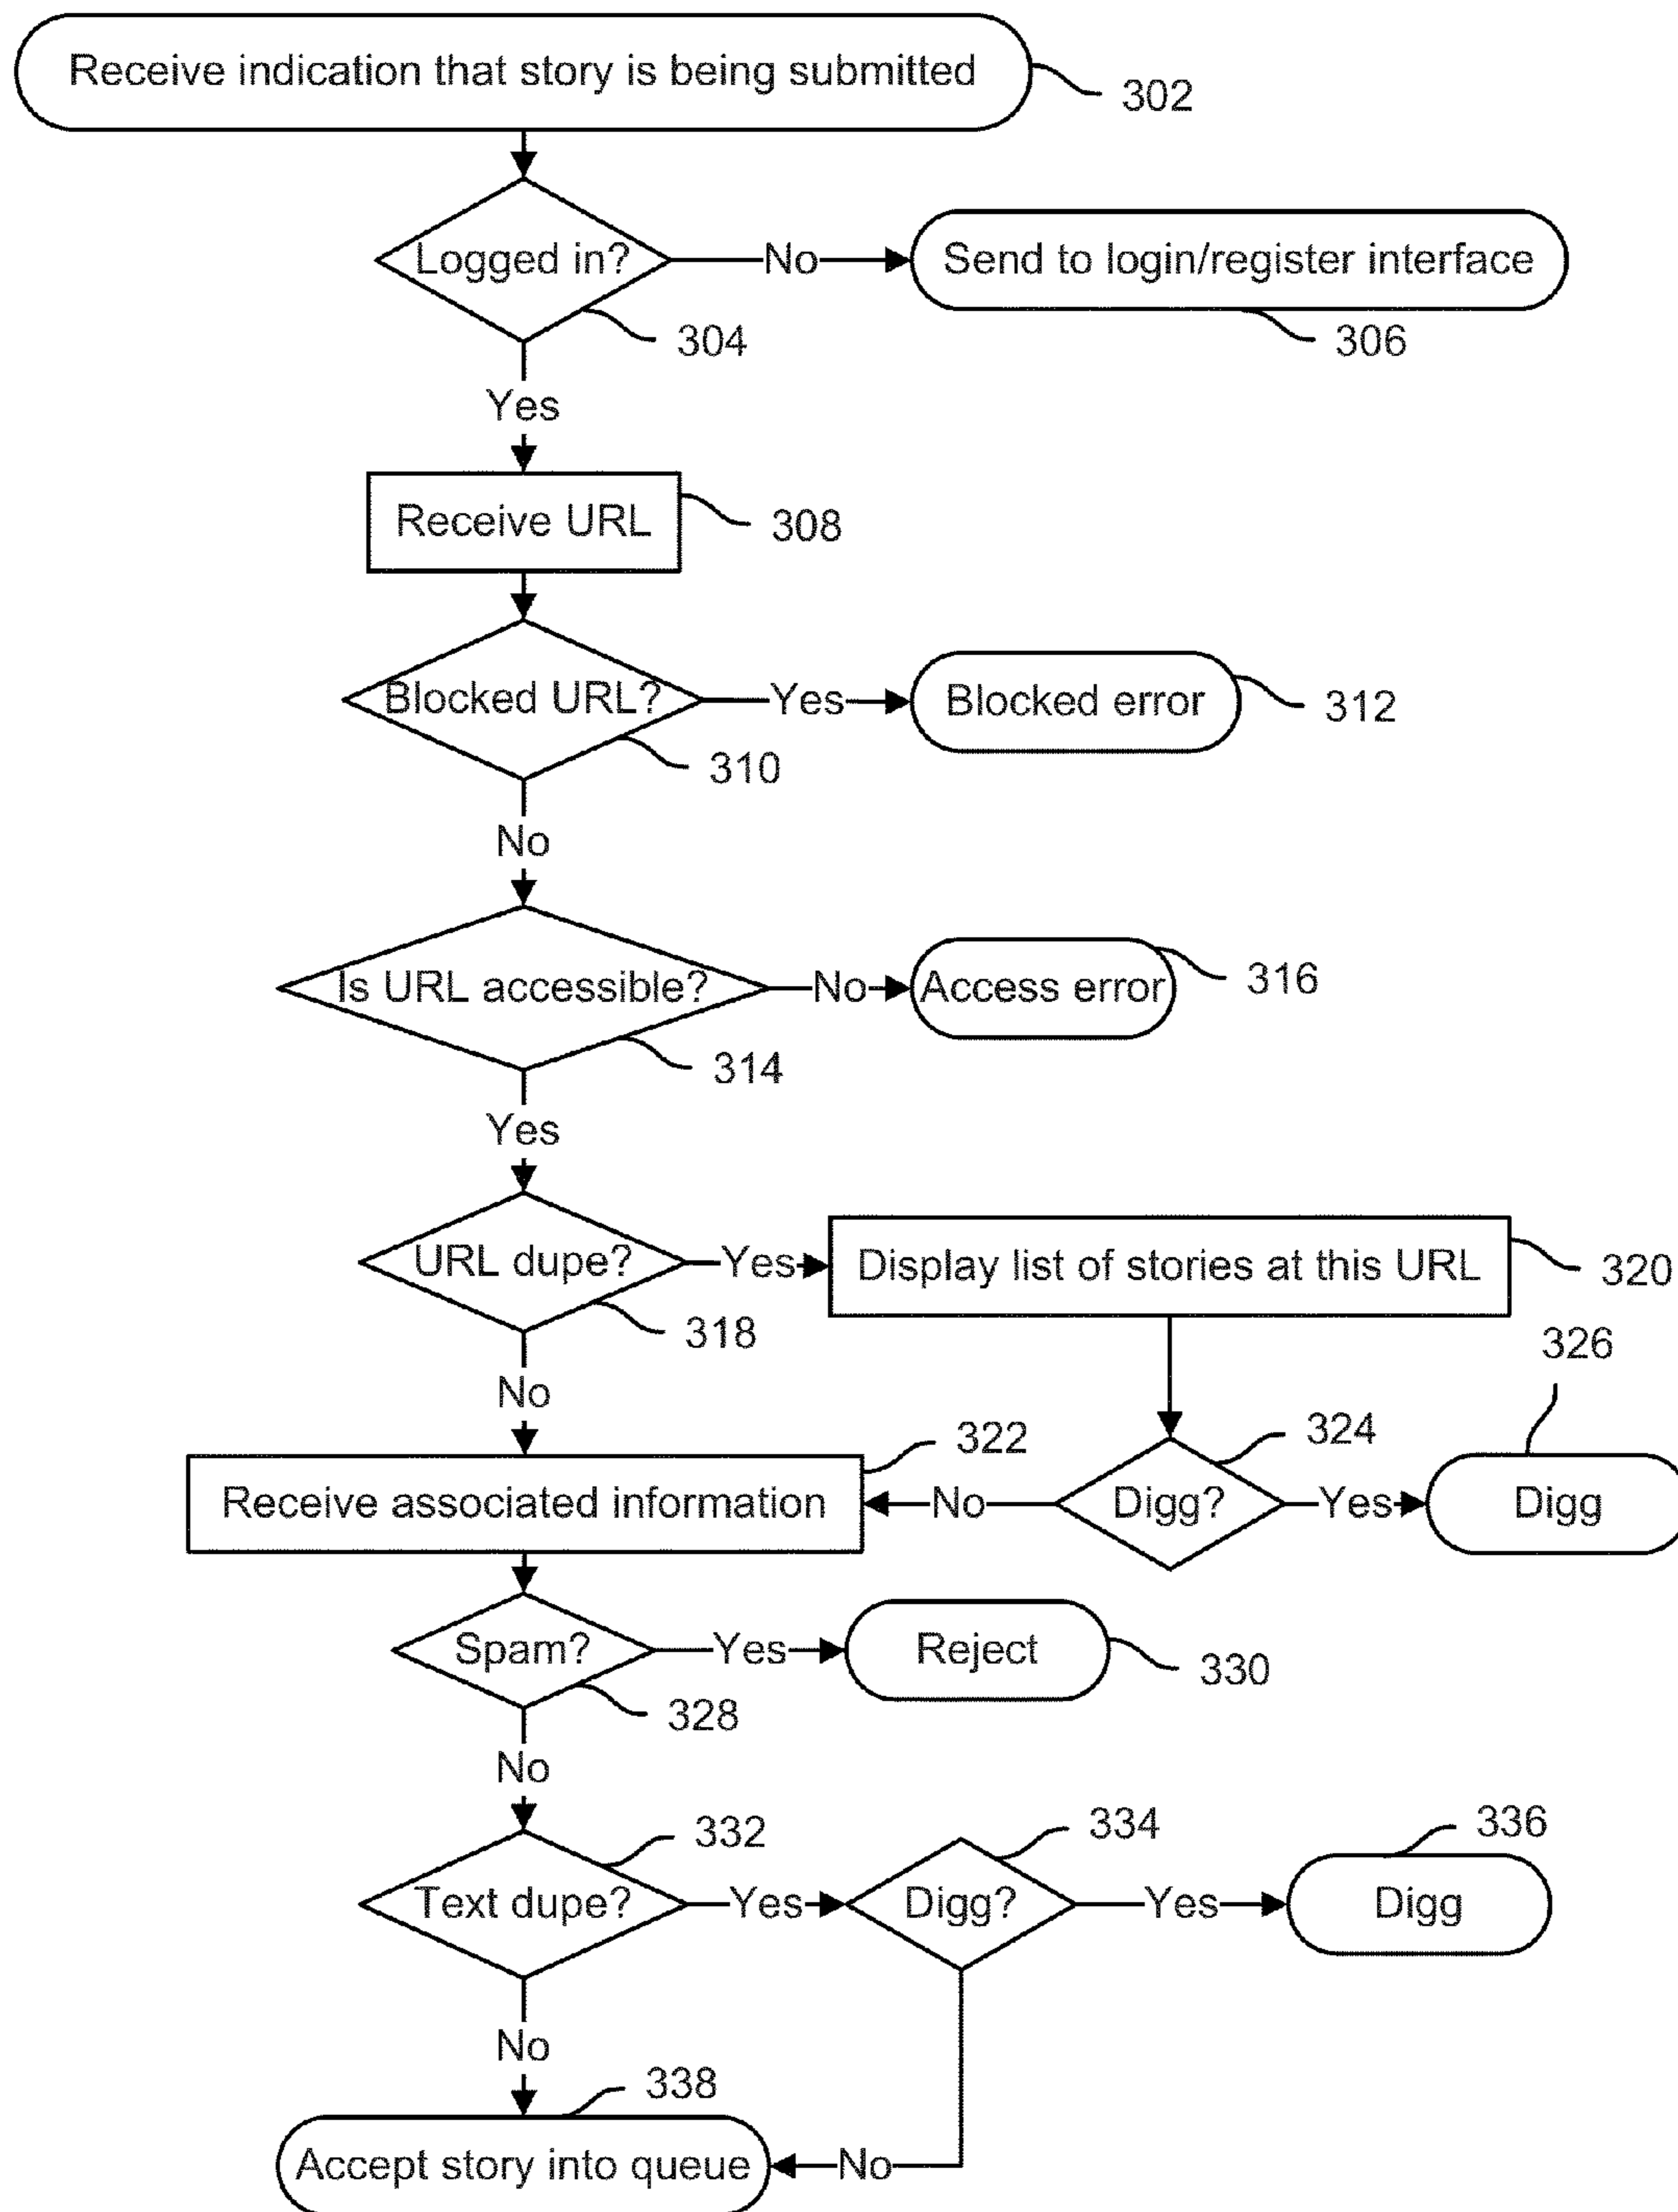 Receive indication that story is being submitted
302
Logged in?
No
Send to login/register interface
304
306
Yes
Receive URL
308
Blocked URL?
Yes
Blocked error
312
310
No
Is URL accessible?
No
Access error
316
314
Yes
URL dupe?
Yes
Display list of stories at this URL
320
318
326
No
324
322
Receive associated information
No
Digg?
Yes
Digg
Spam?
Yes
Reject
330
328
No
332
334
336
Text dupe?
Yes
Digg?
Yes
Digg
No
338
Accept story into queue
No